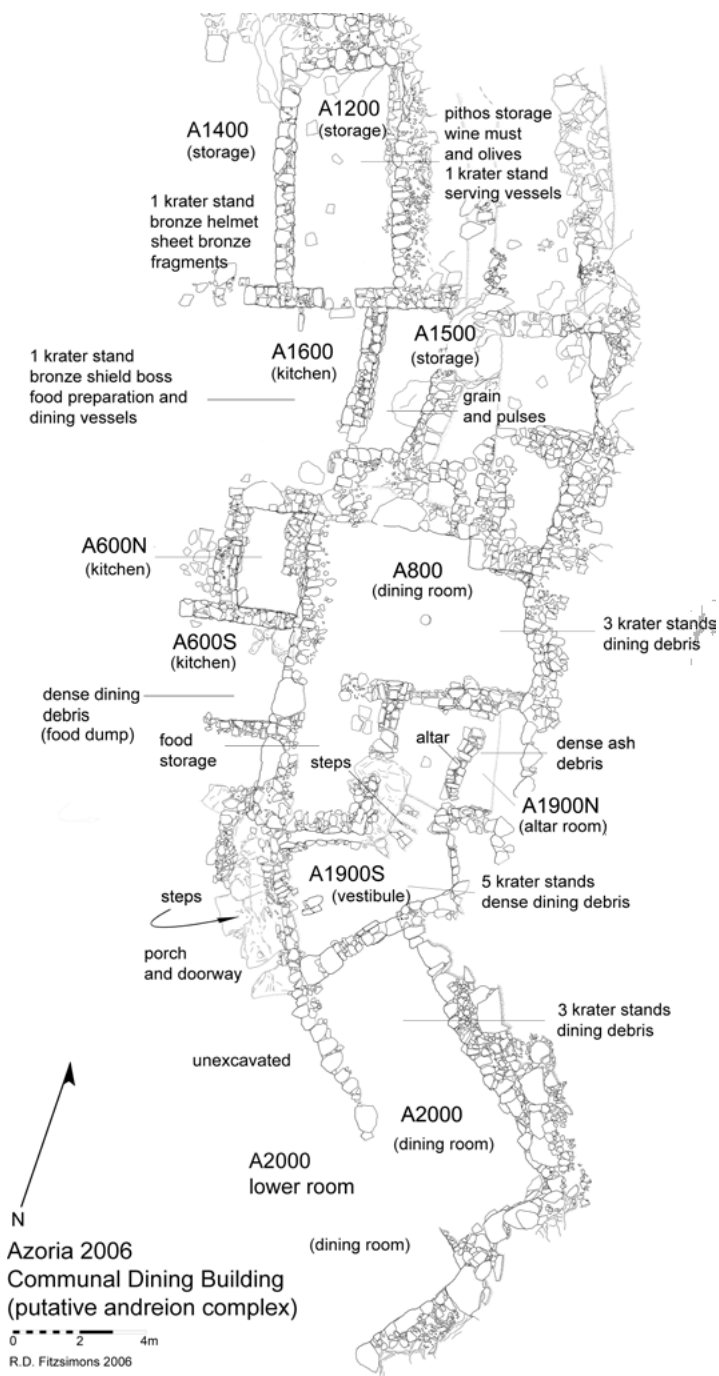 A1400
(storage)
A1200
(storage)
pithos storage
wine must
and olives
1 krater stand
serving vessels
1 krater stand
bronze helmet
sheet bronze
fragments
A1600
(kitchen)
A1500
(storage)
1 krater stand
bronze shield boss
food preparation and
dining vessels
grain
and pulses
A600N
(kitchen)
A800
(dining room)
3 krater stands
dining debris
A600S
(kitchen)
dense dining
debris
(food dump)
food
storage
steps
altar
dense ash
debris
A1900N
(altar room)
A1900S
(vestibule)
5 krater stands
dense dining debris
steps
porch
and doorway
3 krater stands
dining debris
unexcavated
A2000
(dining room)
A2000
lower room
(dining room)
N
Azoria 2006
Communal Dining Building
(putative andreion complex)
0 2 4m
R.D. Fitzsimons 2006